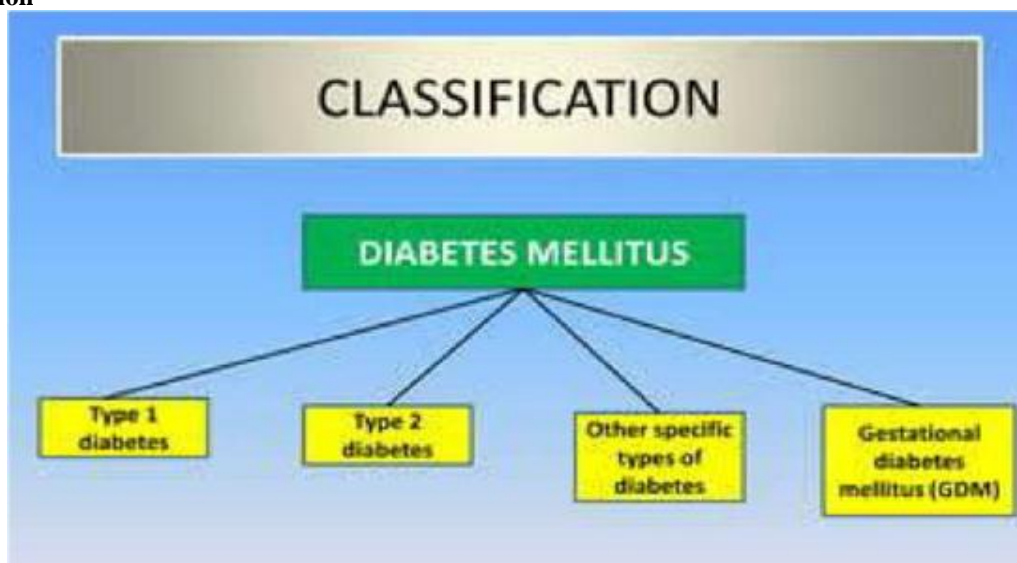 CLASSIFICATION
DIABETES MELLITUS
Type 1
diabetes
Type 2
diabetes
Other specific
types of
diabetes
Gestational
diabetes
mellitus (GDM)